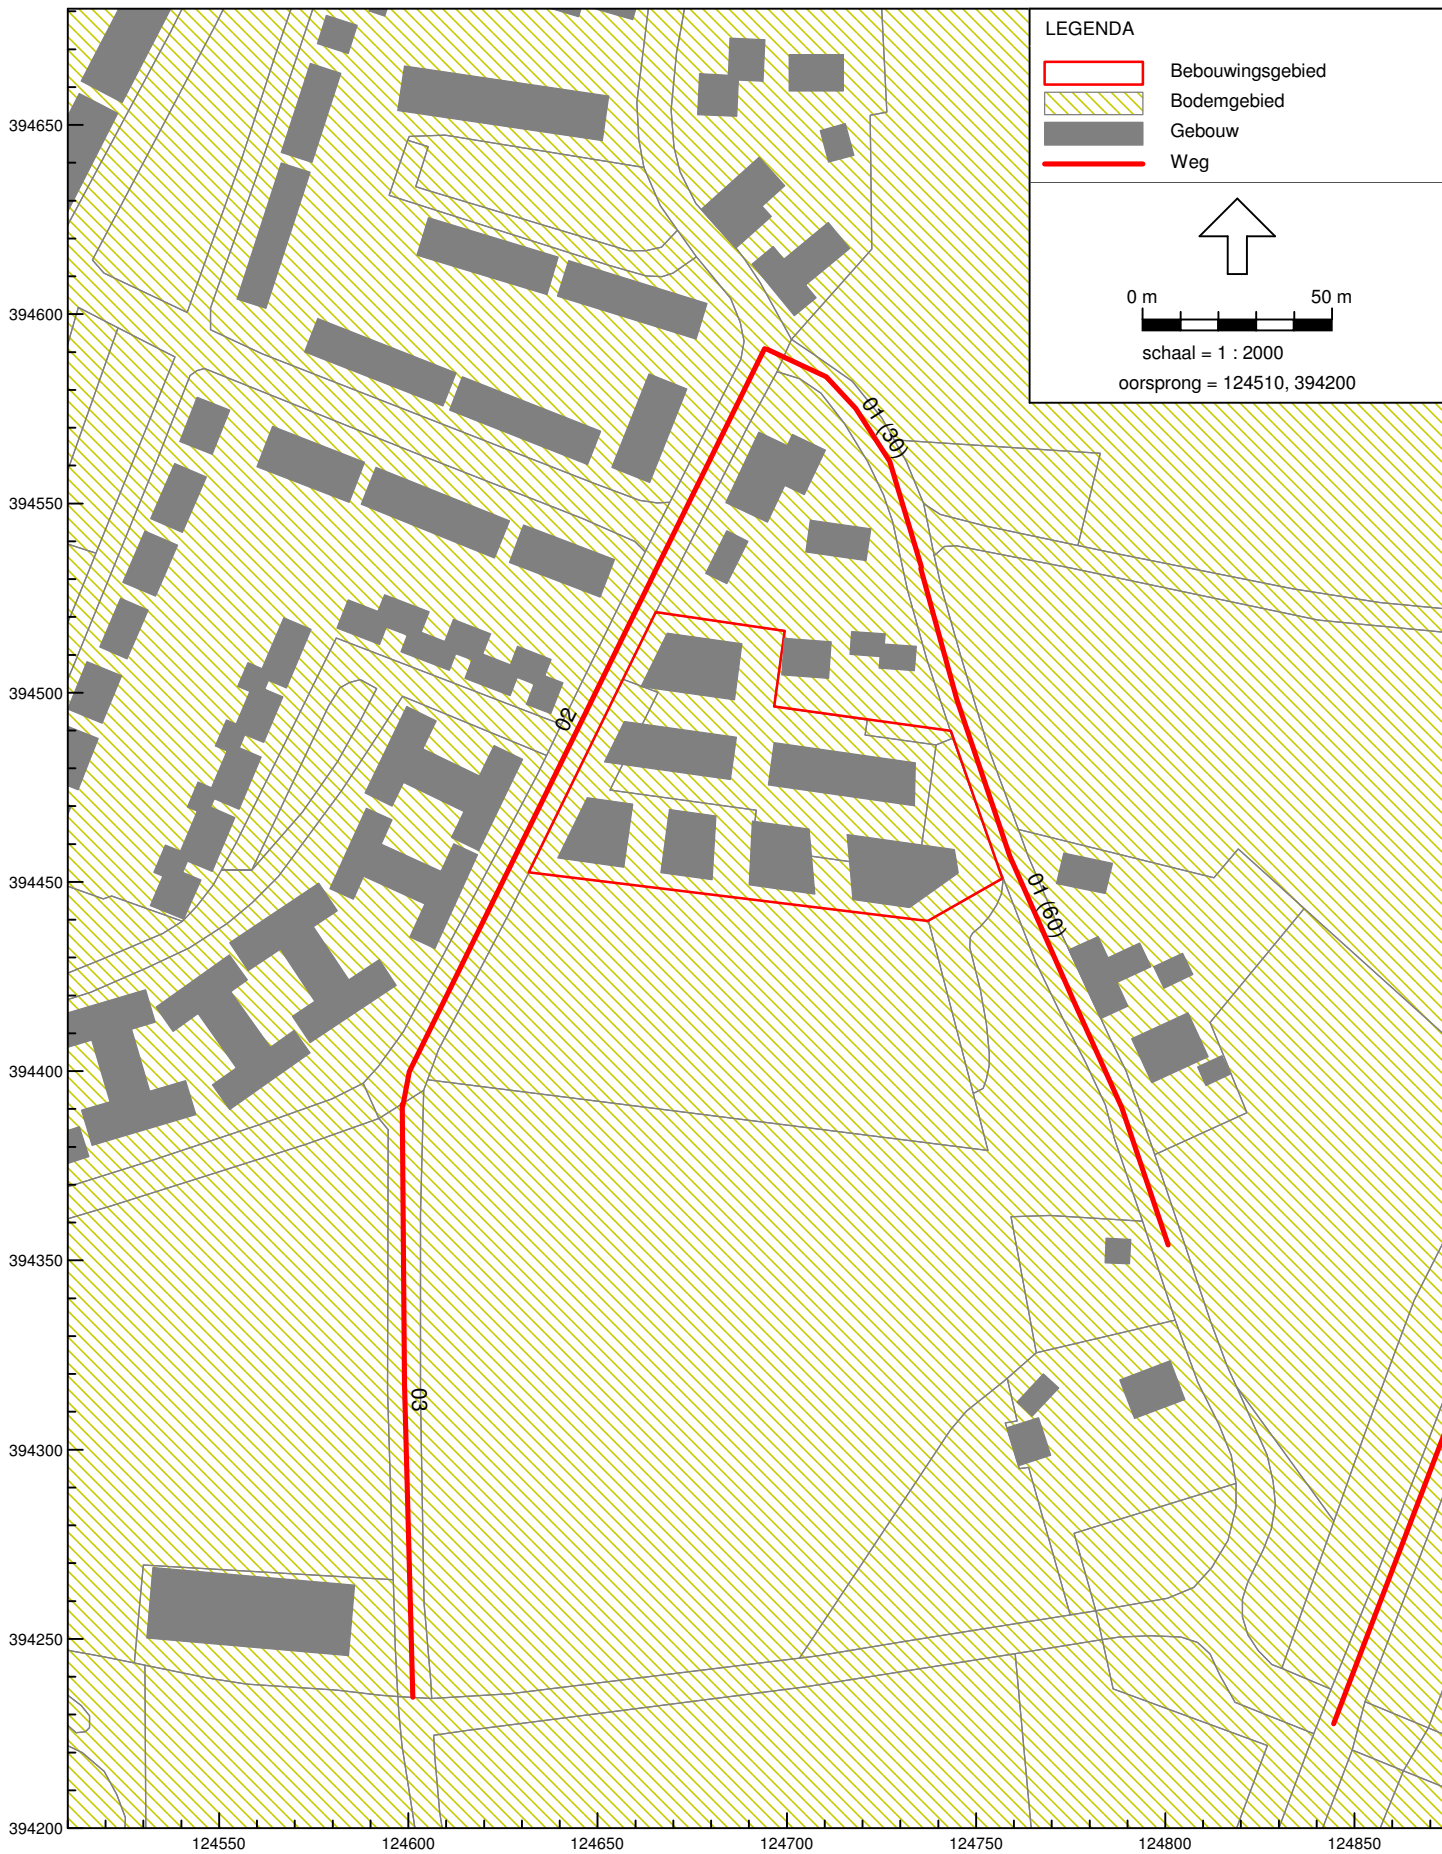 LEGENDA
Bebouwingsgebied
Bodemgebied
Gebouw
Weg
0 m 50 m
schaal = 1 : 2000
oorsprong = 124510, 394200
394650
394600
394550
394500
394450
394400
394350
394300
394250
394200
01 (30)
02
01 (60)
03
124550 124600 124650 124700 124750 124800 124850